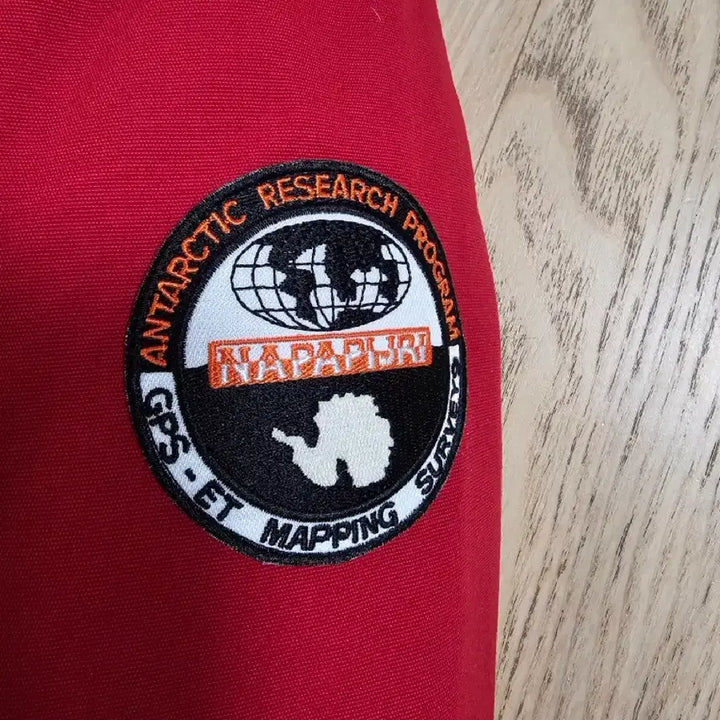 ANTARCTIC RESEARCH PROGRAM
NAPAPIJRI
GPS - ET MAPPING SURVEYS